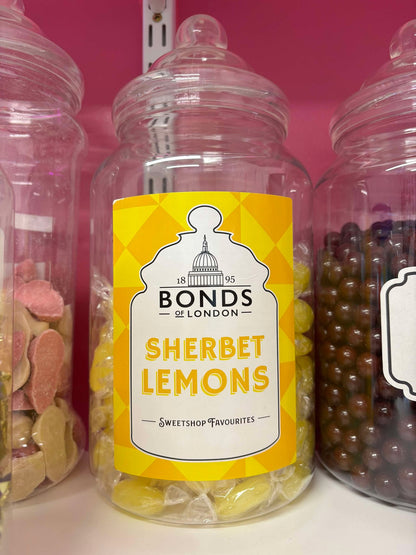 18 95
BONDS
OF LONDON
SHERBET
LEMONS
SWEETSHOP FAVOURITES